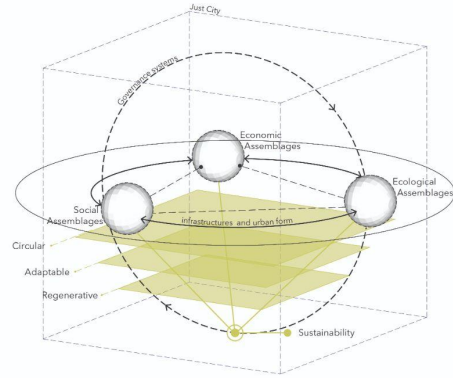 Just City
Governance systems
Economic
Assemblages
Ecological
Assemblages
Social
Assemblages
infrastructures and urban form
Circular
Adaptable
Regenerative
Sustainability